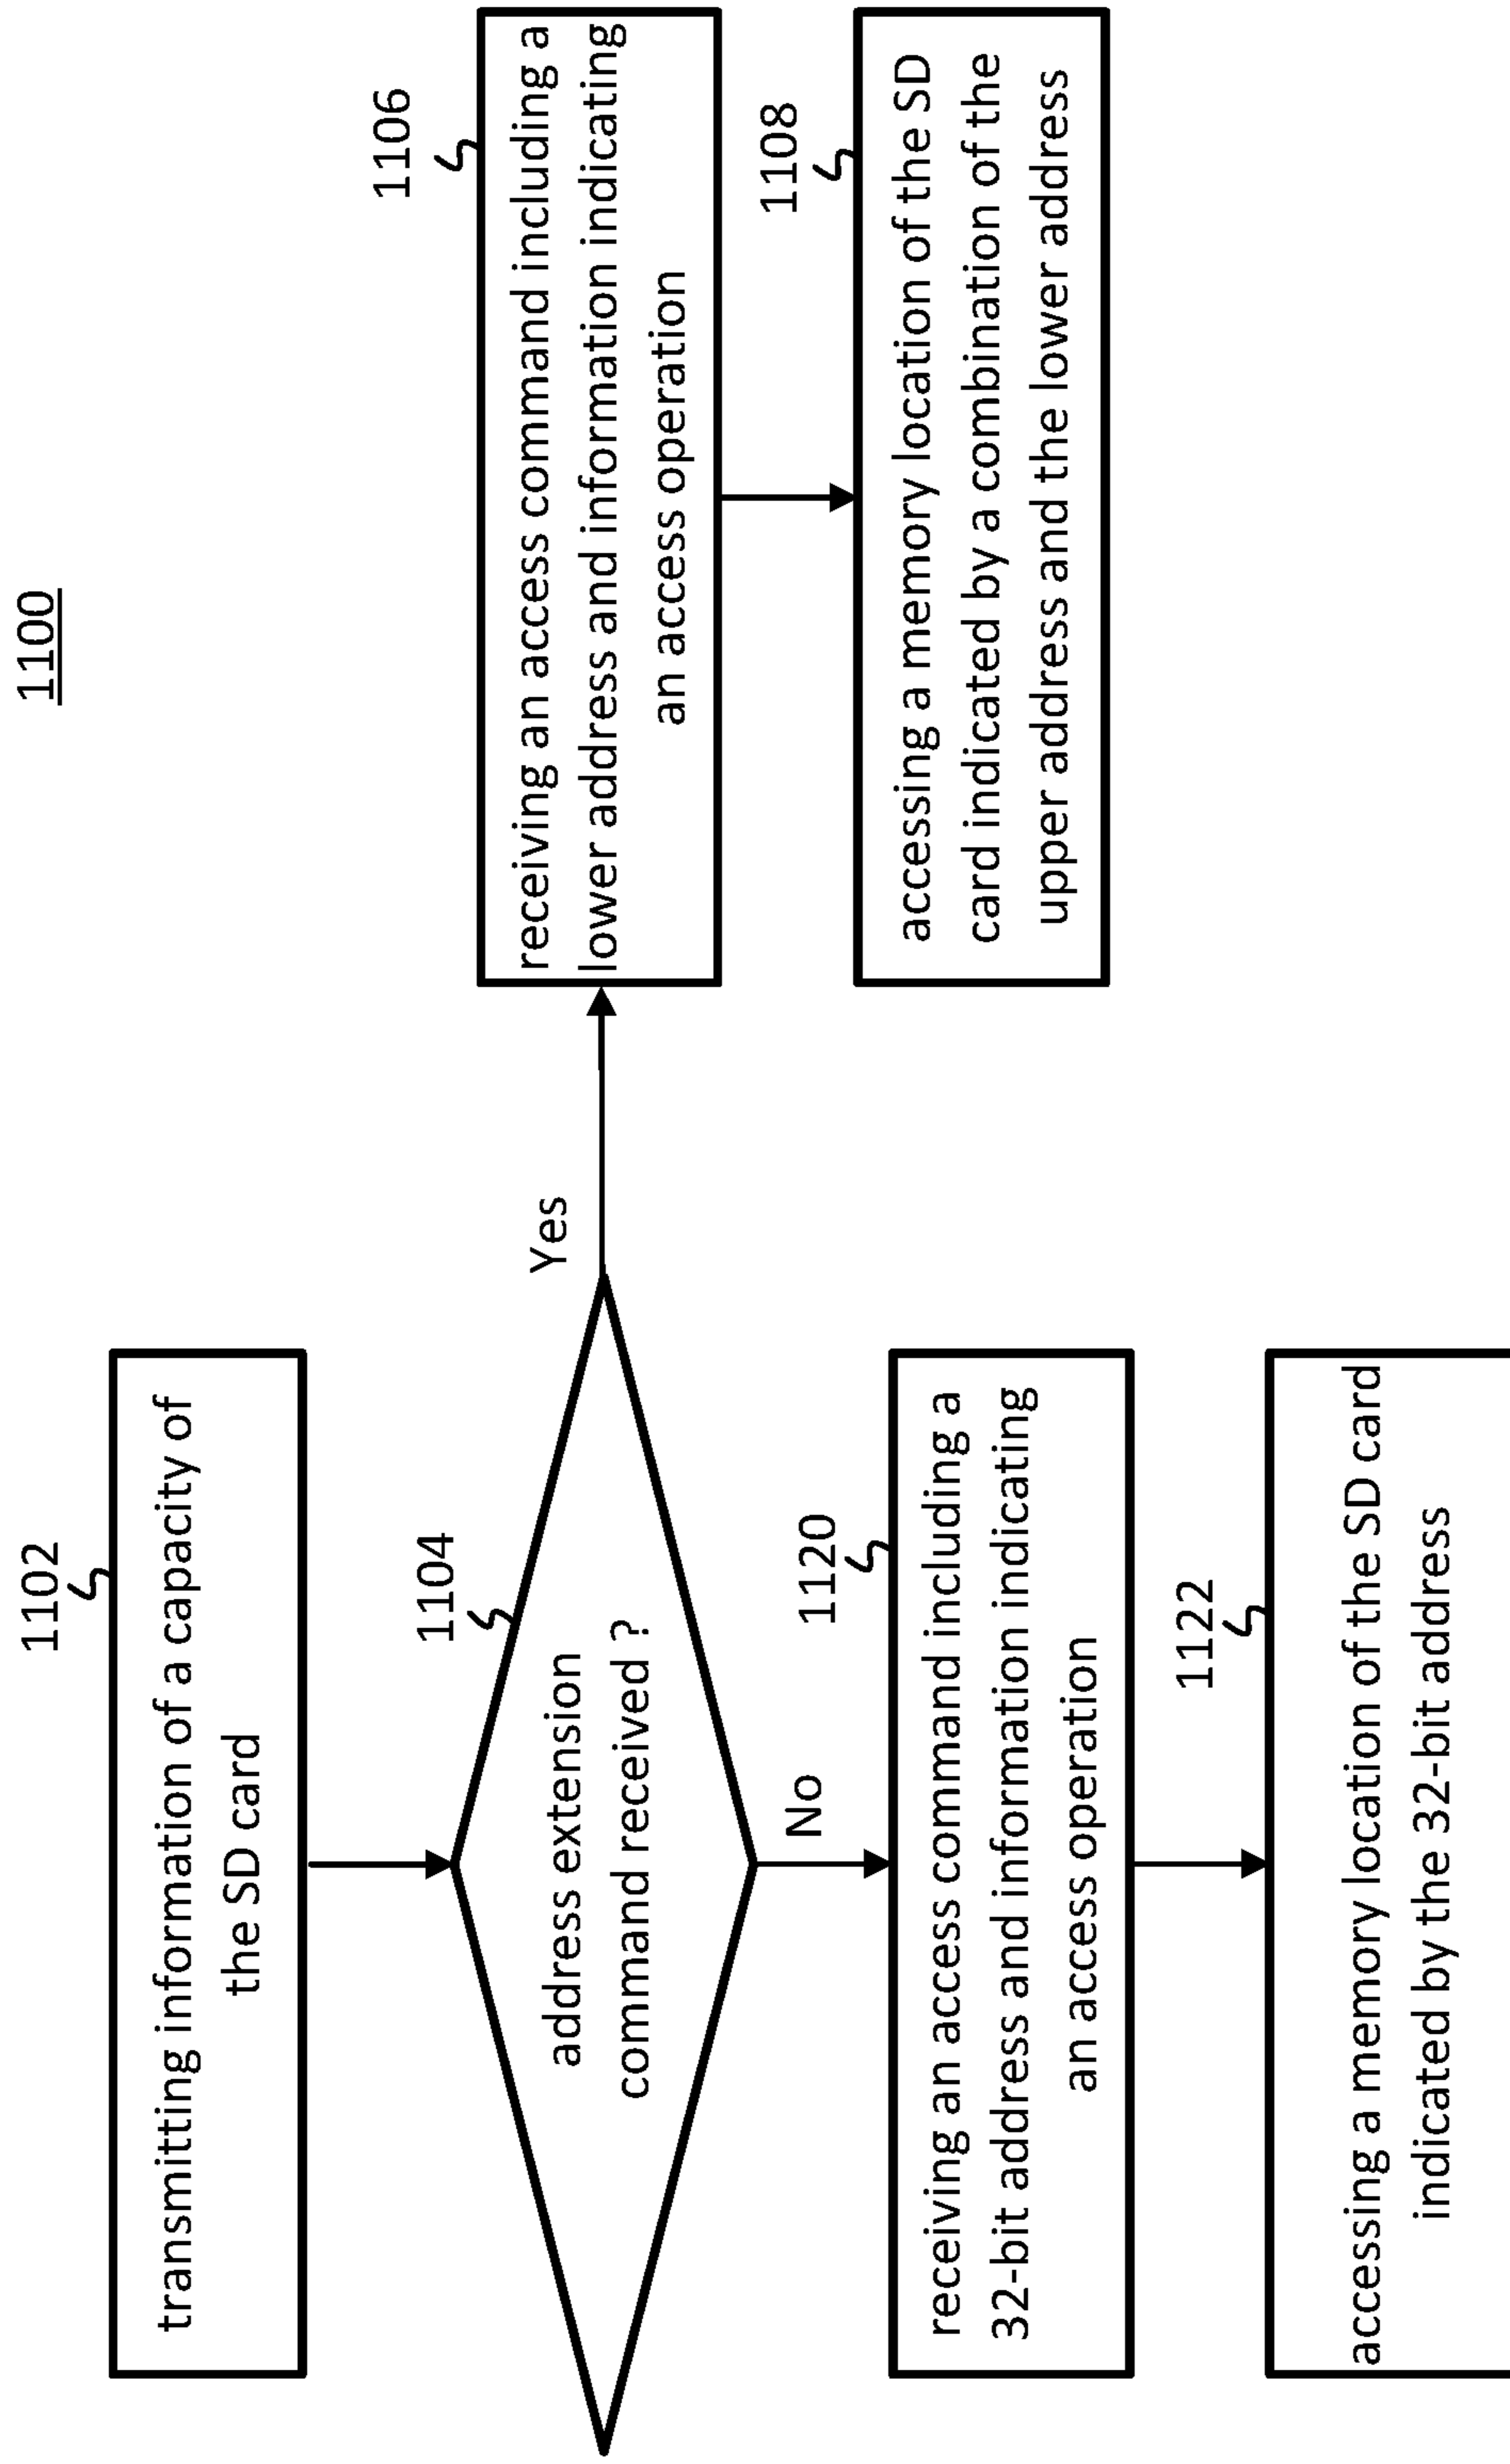 1100
1102
transmitting information of a capacity of
the SD card
1104
address extension
command received ?
Yes
1106
receiving an access command including a
lower address and information indicating
an access operation
1108
accessing a memory location of the SD
card indicated by a combination of the
upper address and the lower address
No
1120
receiving an access command including a
32-bit address and information indicating
an access operation
1122
accessing a memory location of the SD card
indicated by the 32-bit address